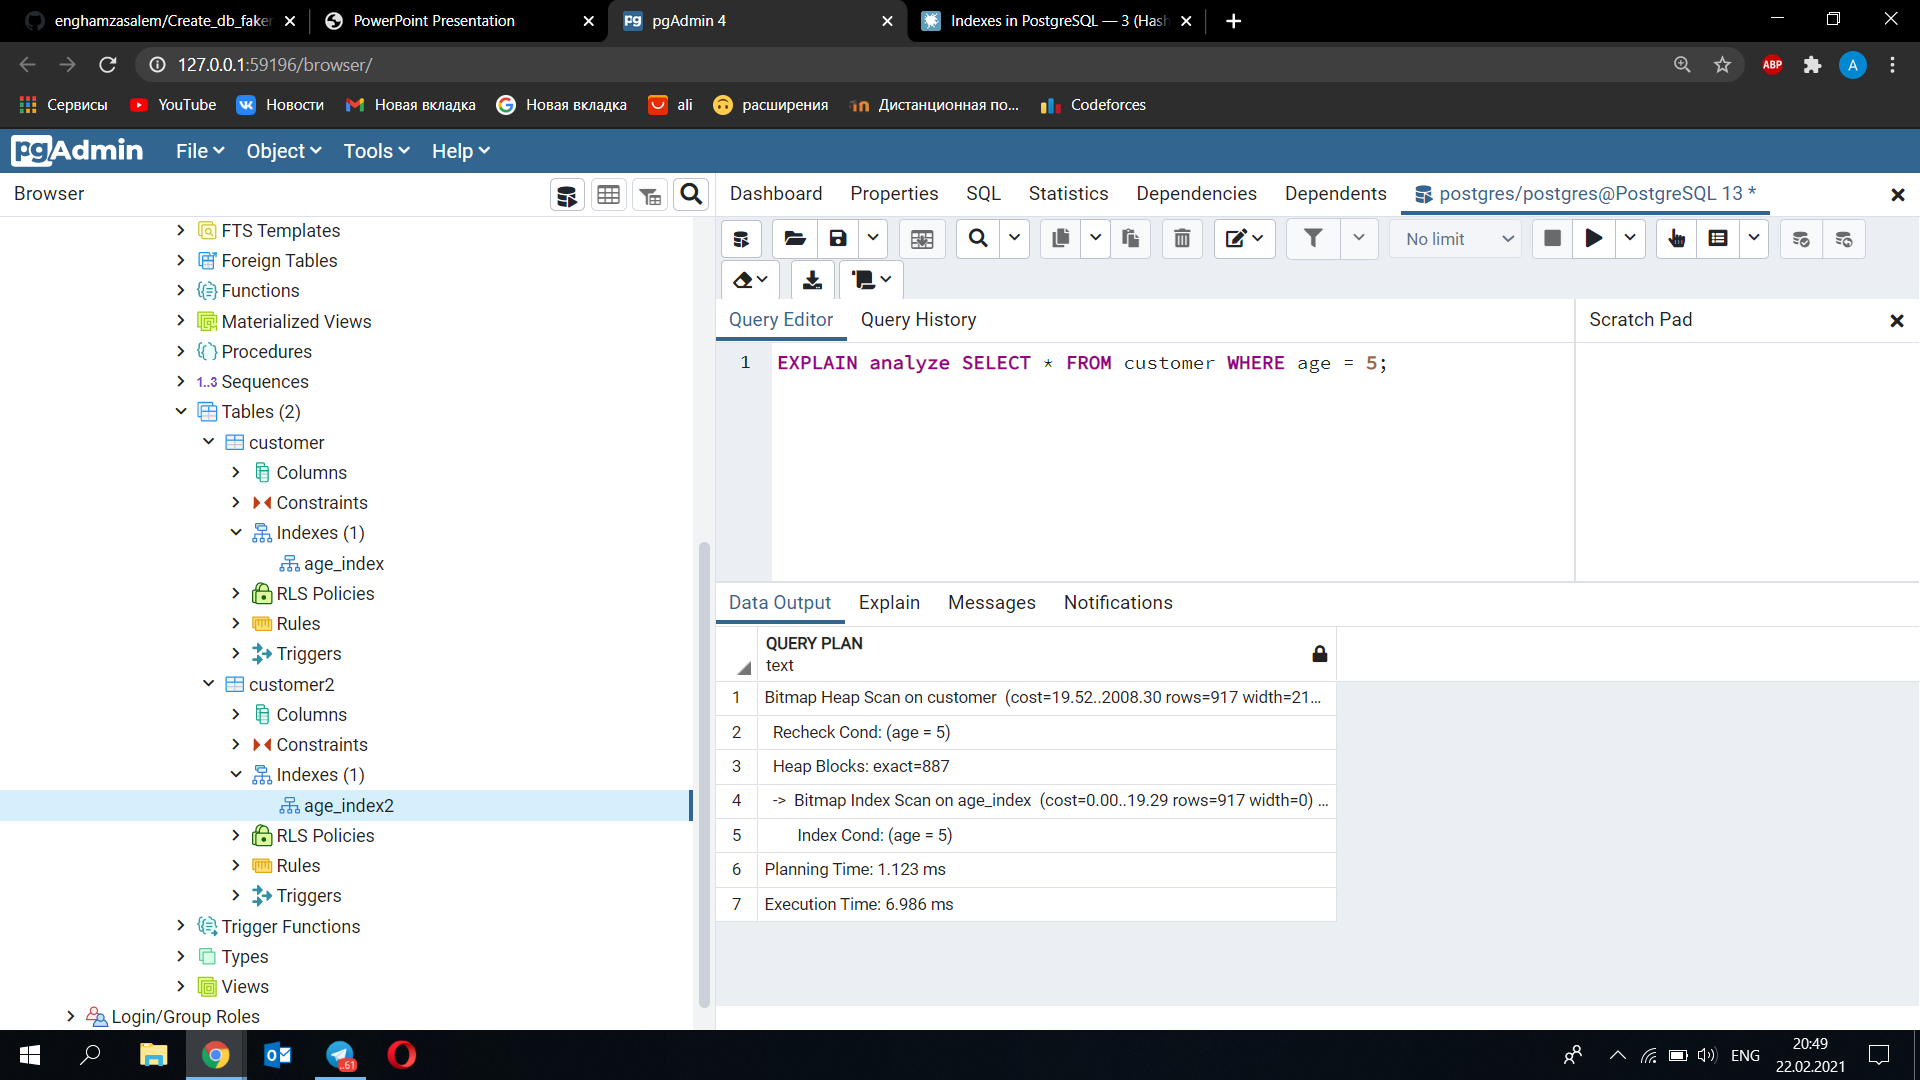 enghamzasalem/Create_db_faker
PowerPoint Presentation
pgAdmin 4
Indexes in PostgreSQL — 3 (Hash
127.0.0.1:59196/browser/
ABP
A
Сервисы
YouTube
Новости
Новая вкладка
Новая вкладка
ali
расширения
Дистанционная по...
Codeforces
pgAdmin
File
Object
Tools
Help
Browser
Dashboard
Properties
SQL
Statistics
Dependencies
Dependents
postgres/postgres@PostgreSQL 13 *
No limit
FTS Templates
Foreign Tables
Functions
Materialized Views
Procedures
1..3 Sequences
Tables (2)
customer
Columns
Constraints
Indexes (1)
age_index
RLS Policies
Rules
Triggers
customer2
Columns
Constraints
Indexes (1)
age_index2
RLS Policies
Rules
Triggers
Trigger Functions
Types
Views
Login/Group Roles
Query Editor
Query History
Scratch Pad
1 EXPLAIN analyze SELECT * FROM customer WHERE age = 5;
Data Output
Explain
Messages
Notifications
QUERY PLAN
text
1 Bitmap Heap Scan on customer (cost=19.52..2008.30 rows=917 width=21...
2 Recheck Cond: (age = 5)
3 Heap Blocks: exact=887
4 -> Bitmap Index Scan on age_index (cost=0.00..19.29 rows=917 width=0) ...
5 Index Cond: (age = 5)
6 Planning Time: 1.123 ms
7 Execution Time: 6.986 ms
..61
ENG
20:49
22.02.2021